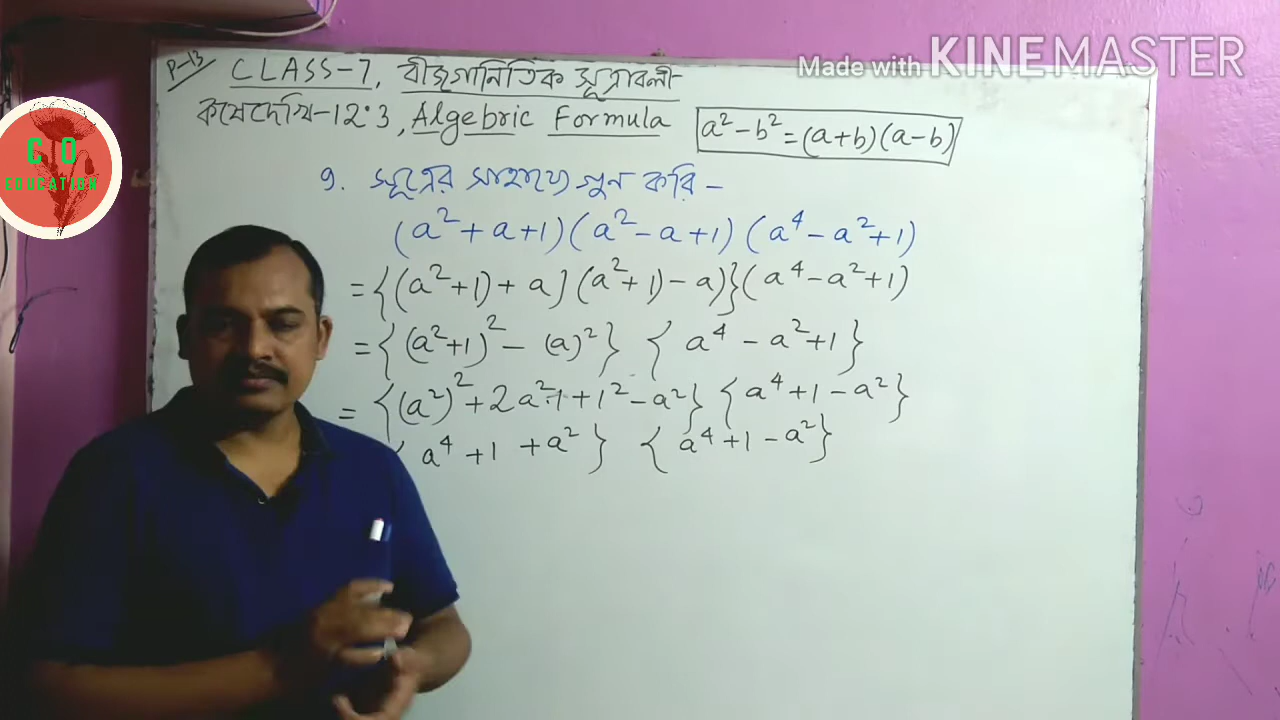 Made with KINEMASTER
P-13
CLASS-7, বীজগানিতিক সূত্রাবলী-
কষেদেখি-12.3, Algebric Formula
a² - b² = (a+b)(a-b)
CD
EDUCATION
9. সূত্রের সাহায্যে গুন করি -
(a² + a + 1)(a² - a + 1)(a⁴ - a² + 1)
= {(a²+1) + a} (a²+1) - a)}(a⁴ - a² + 1)
= {(a²+1)² - (a)²} { a⁴ - a² + 1}
= {(a²)² + 2a²·1 + 1² - a²} {a⁴ + 1 - a²}
{ a⁴ + 1 + a² } { a⁴ + 1 - a²}